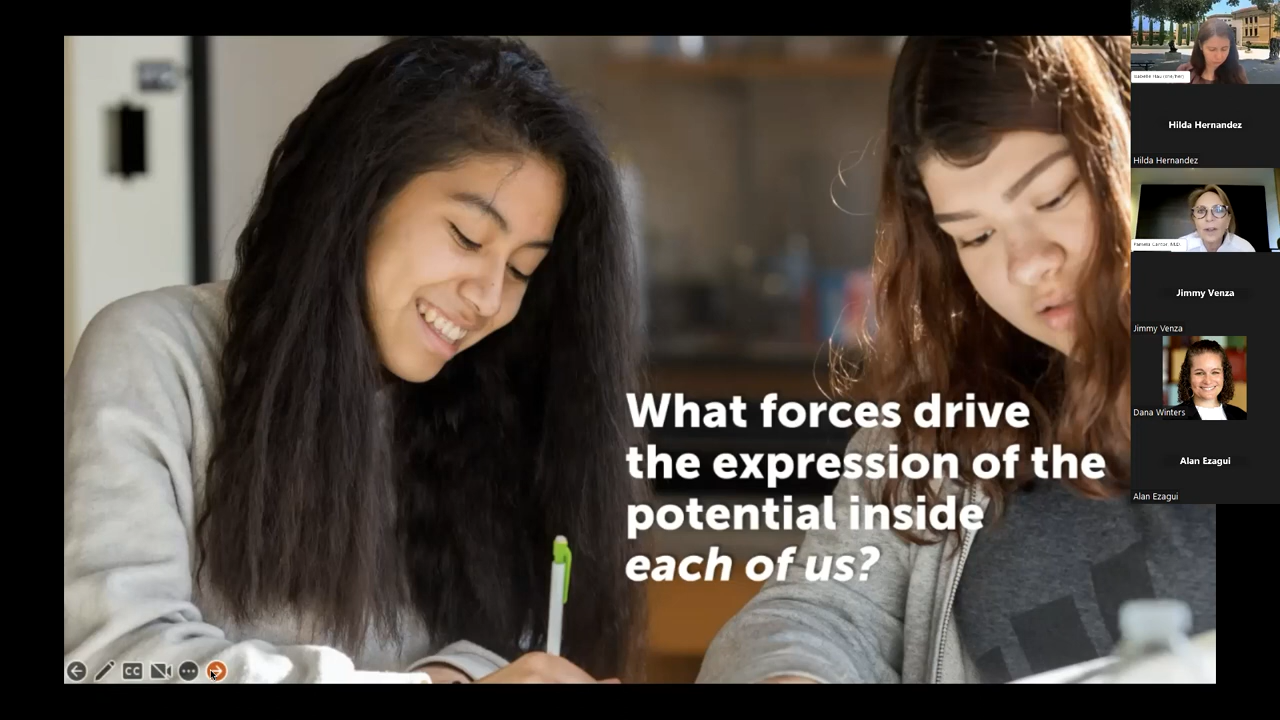 What forces drive
the expression of the
potential inside
each of us?
CC
Hilda Hernandez
Hilda Hernandez
Jimmy Venza
Jimmy Venza
Dana Winters
Alan Ezagui
Alan Ezagui